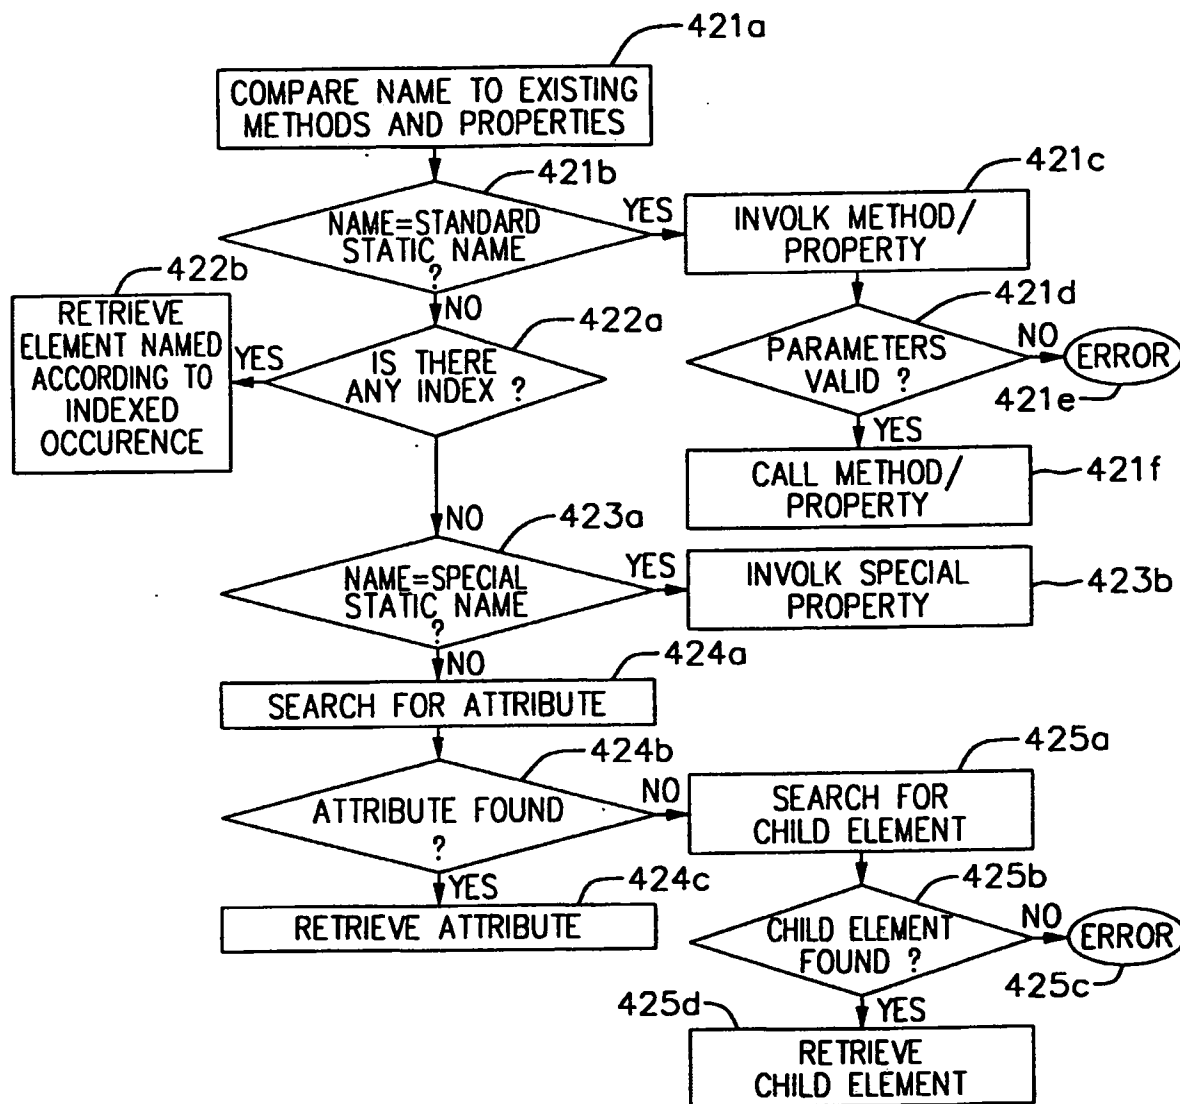 421a
COMPARE NAME TO EXISTING
METHODS AND PROPERTIES
421b
NAME=STANDARD
STATIC NAME
?
YES
421c
INVOLK METHOD/
PROPERTY
NO
422b
RETRIEVE
ELEMENT NAMED
ACCORDING TO
INDEXED
OCCURENCE
YES
422a
IS THERE
ANY INDEX ?
421d
PARAMETERS
VALID ?
NO
ERROR
421e
YES
CALL METHOD/
PROPERTY
421f
NO
423a
NAME=SPECIAL
STATIC NAME
?
YES
INVOLK SPECIAL
PROPERTY
423b
NO
424a
SEARCH FOR ATTRIBUTE
424b
ATTRIBUTE FOUND
?
NO
425a
SEARCH FOR
CHILD ELEMENT
YES
424c
RETRIEVE ATTRIBUTE
425b
CHILD ELEMENT
FOUND ?
NO
ERROR
425c
YES
425d
RETRIEVE
CHILD ELEMENT